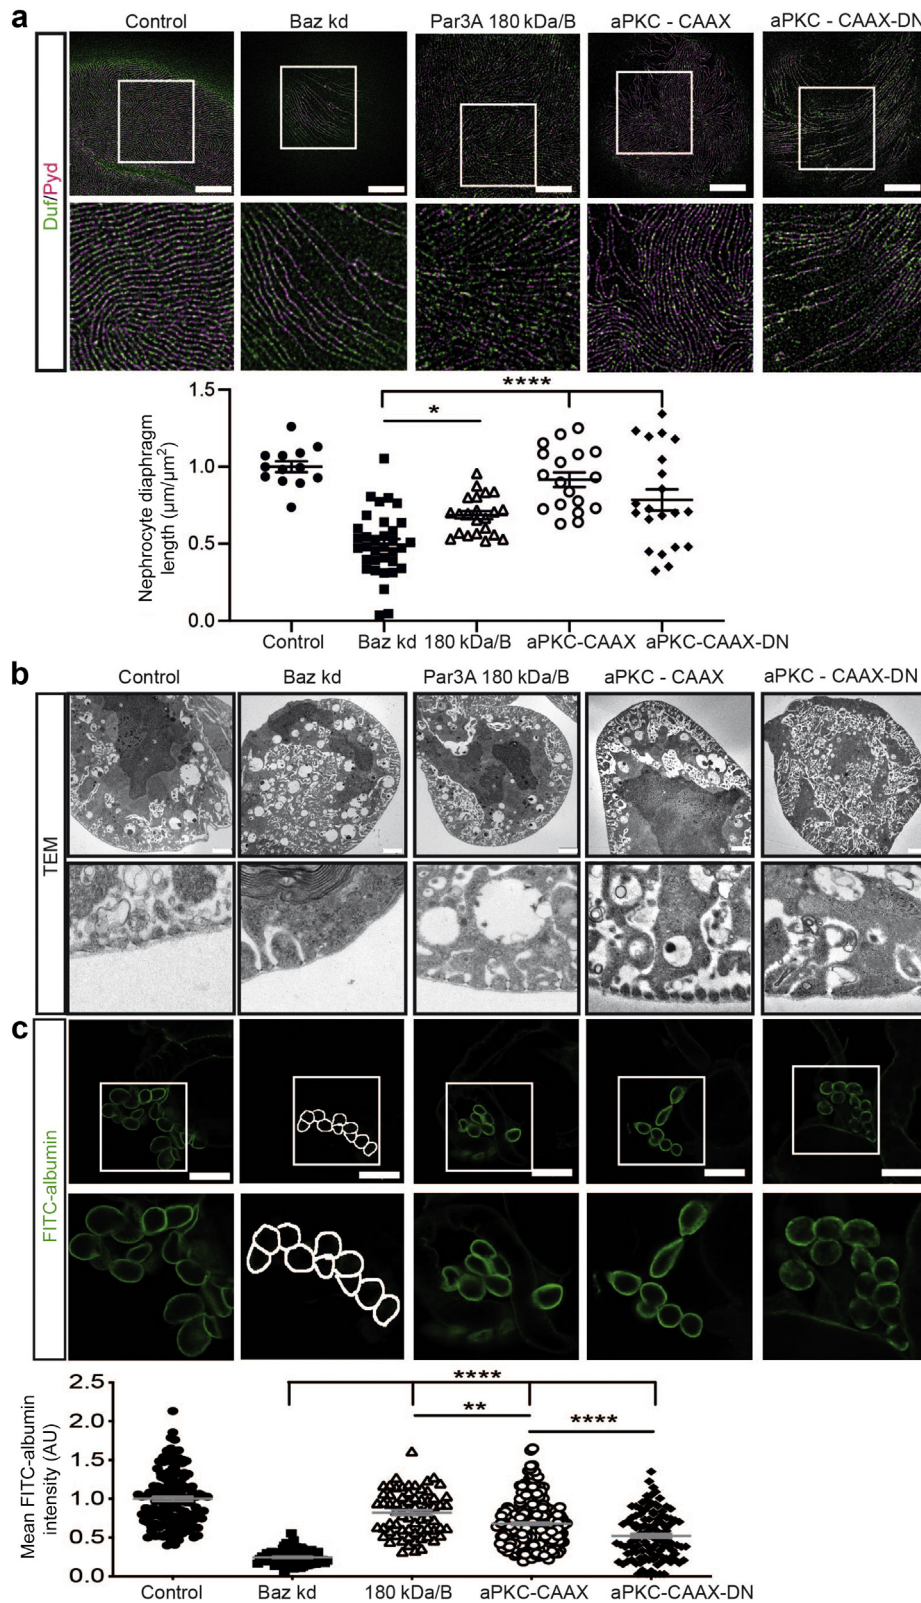 a
Control Baz kd Par3A 180 kDa/B aPKC - CAAX aPKC - CAAX-DN
Duf/Pyd
****
*
1.5
1.0
0.5
0.0
Nephrocyte diaphragm
length (µm/µm²)
Control Baz kd 180 kDa/B aPKC-CAAX aPKC-CAAX-DN
b
Control Baz kd Par3A 180 kDa/B aPKC - CAAX aPKC - CAAX-DN
TEM
c
FITC-albumin
****
**
****
2.5
2.0
1.5
1.0
0.5
0.0
Mean FITC-albumin
intensity (AU)
Control Baz kd 180 kDa/B aPKC-CAAX aPKC-CAAX-DN